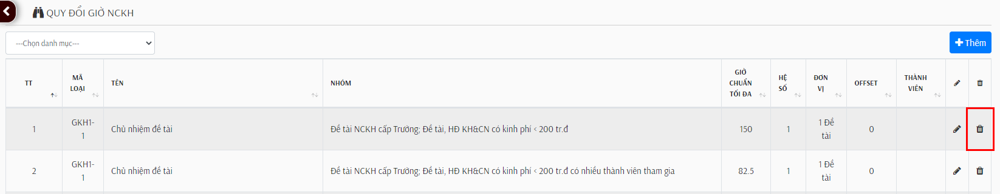 QUY ĐỔI GIỜ NCKH
---Chọn danh mục---
Thêm
TT
MÃ
LOẠI
TÊN
NHÓM
GIỜ
CHUẨN
TỐI ĐA
HỆ
SỐ
ĐƠN
VỊ
OFFSET
THÀNH
VIÊN
1
GKH1-
1
Chủ nhiệm đề tài
Đề tài NCKH cấp Trường; Đề tài, HĐ KH&CN có kinh phí < 200 tr.đ
150
1
1 Đề
tài
0
2
GKH1-
1
Chủ nhiệm đề tài
Đề tài NCKH cấp Trường; Đề tài, HĐ KH&CN có kinh phí < 200 tr.đ có nhiều thành viên tham gia
82.5
1
1 Đề
tài
0